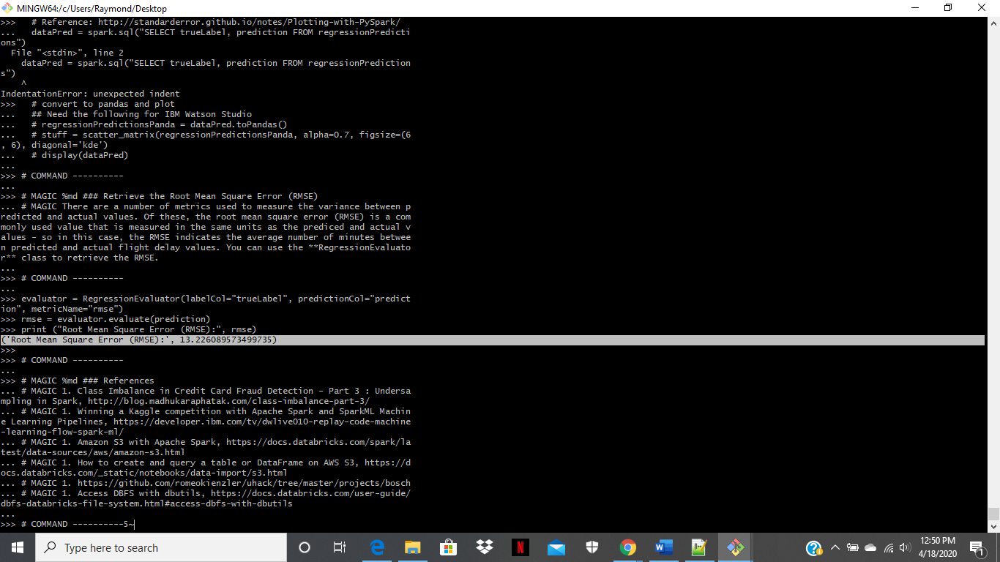 MINGW64:/c/Users/Raymond/Desktop
>>>   # Reference: http://standarderror.github.io/notes/Plotting-with-PySpark/
...   dataPred = spark.sql("SELECT trueLabel, prediction FROM regressionPredicti
ons")
  File "<stdin>", line 2
    dataPred = spark.sql("SELECT trueLabel, prediction FROM regressionPrediction
s")
    ^
IndentationError: unexpected indent
>>>   # convert to pandas and plot
...   ## Need the following for IBM Watson Studio
...   # regressionPredictionsPanda = dataPred.toPandas()
...   # stuff = scatter_matrix(regressionPredictionsPanda, alpha=0.7, figsize=(6
, 6), diagonal='kde')
...   # display(dataPred)
...
>>> # COMMAND ----------
...
>>> # MAGIC %md ### Retrieve the Root Mean Square Error (RMSE)
... # MAGIC There are a number of metrics used to measure the variance between p
redicted and actual values. Of these, the root mean square error (RMSE) is a com
monly used value that is measured in the same units as the prediced and actual v
alues - so in this case, the RMSE indicates the average number of minutes betwee
n predicted and actual flight delay values. You can use the **RegressionEvaluato
r** class to retrieve the RMSE.
...
>>> # COMMAND ----------
...
>>> evaluator = RegressionEvaluator(labelCol="trueLabel", predictionCol="predict
ion", metricName="rmse")
>>> rmse = evaluator.evaluate(prediction)
>>> print ("Root Mean Square Error (RMSE):", rmse)
('Root Mean Square Error (RMSE):', 13.226089573499735)
>>>
>>> # COMMAND ----------
...
>>> # MAGIC %md ### References
... # MAGIC 1. Class Imbalance in Credit Card Fraud Detection - Part 3 : Undersa
mpling in Spark, http://blog.madhukaraphatak.com/class-imbalance-part-3/
... # MAGIC 1. Winning a Kaggle competition with Apache Spark and SparkML Machin
e Learning Pipelines, https://developer.ibm.com/tv/dwlive010-replay-code-machine
-learning-flow-spark-ml/
... # MAGIC 1. Amazon S3 with Apache Spark, https://docs.databricks.com/spark/la
test/data-sources/aws/amazon-s3.html
... # MAGIC 1. How to create and query a table or DataFrame on AWS S3, https://d
ocs.databricks.com/_static/notebooks/data-import/s3.html
... # MAGIC 1. https://github.com/romeokienzler/uhack/tree/master/projects/bosch
... # MAGIC 1. Access DBFS with dbutils, https://docs.databricks.com/user-guide/
dbfs-databricks-file-system.html#access-dbfs-with-dbutils
...
>>> # COMMAND ----------5~
Type here to search
12:50 PM
4/18/2020
1